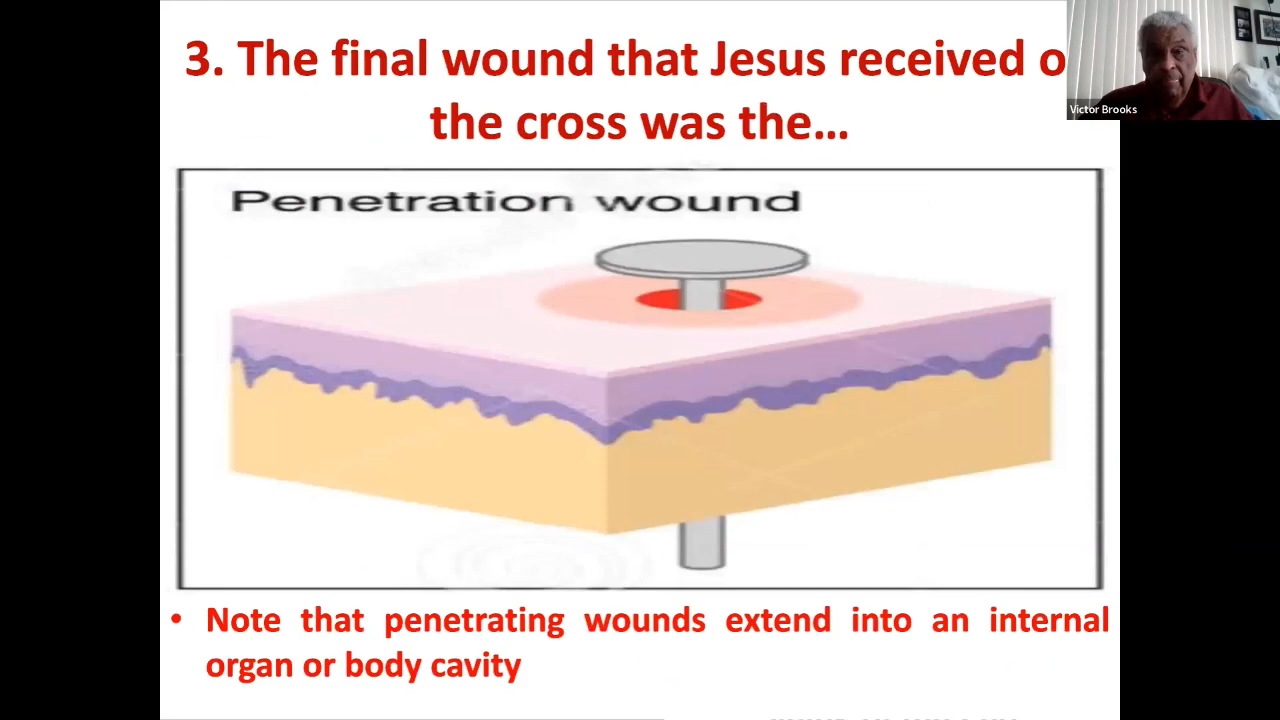 3. The final wound that Jesus received o
the cross was the...
Victor Brooks
Penetration wound
• Note that penetrating wounds extend into an internal
organ or body cavity